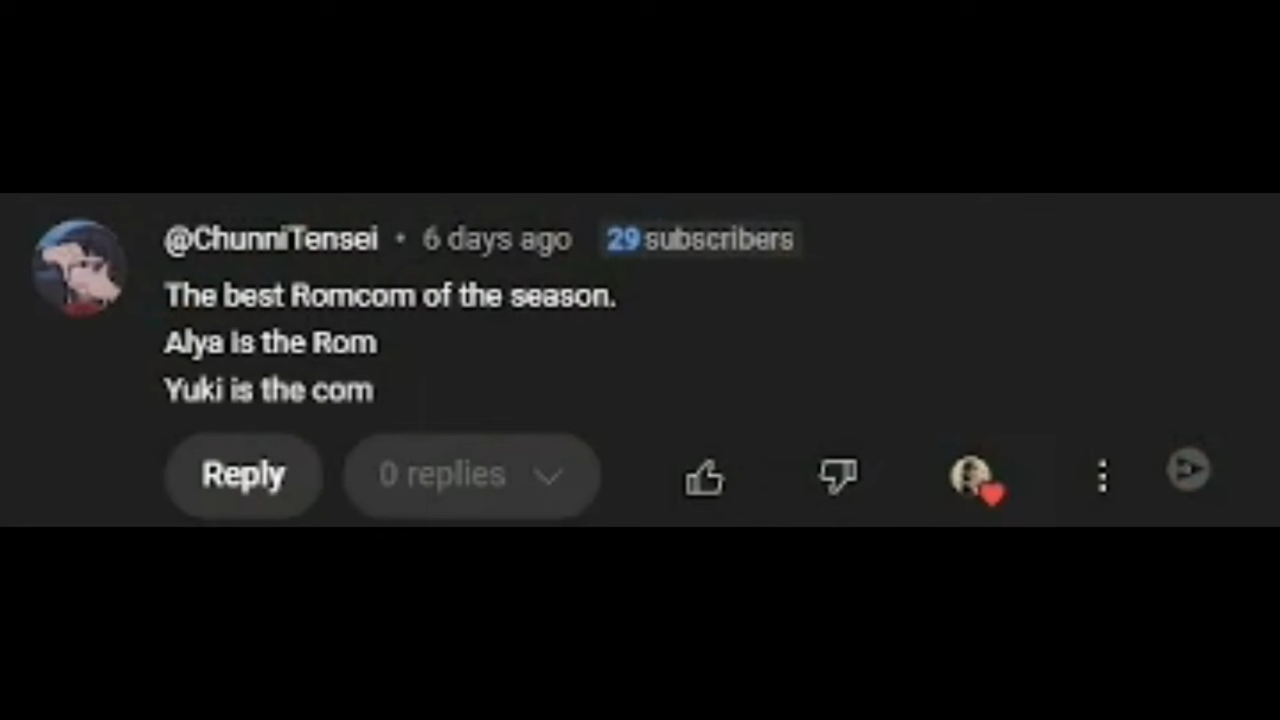 @ChunniTensei • 6 days ago 29 subscribers
The best Romcom of the season.
Alya is the Rom
Yuki is the com
Reply 0 replies